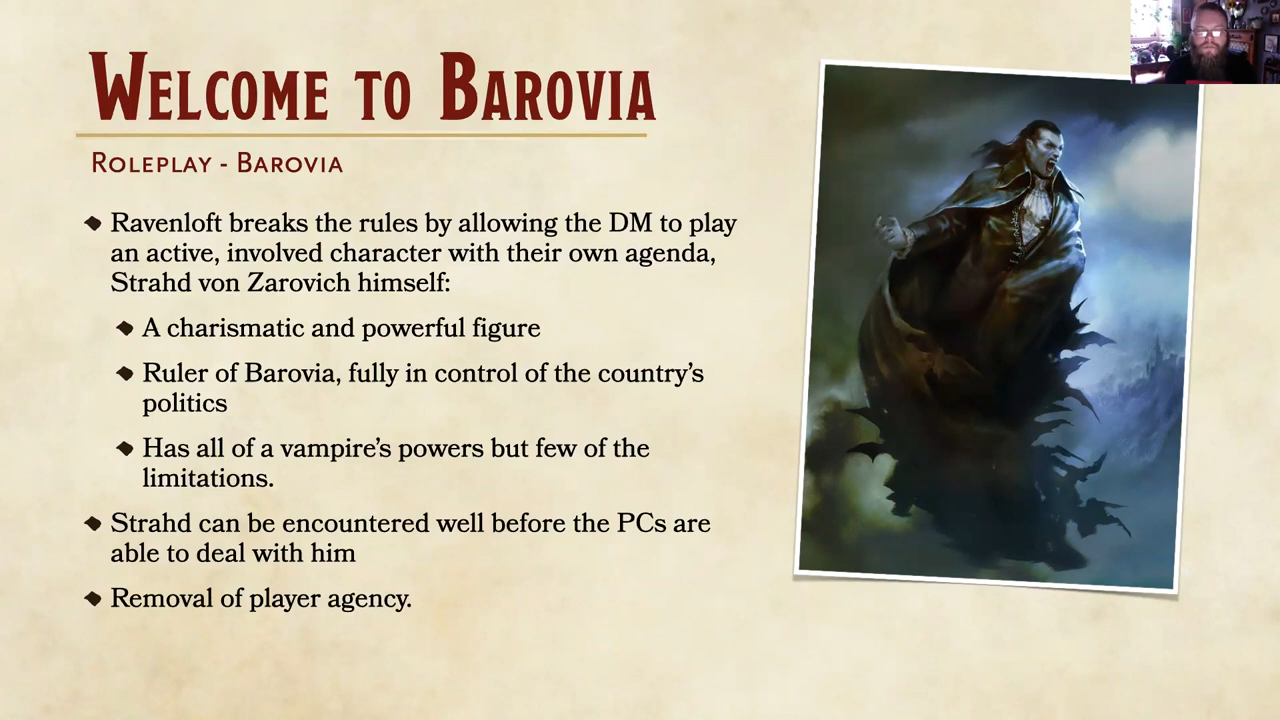 Welcome to Barovia
Roleplay - Barovia
Ravenloft breaks the rules by allowing the DM to play
an active, involved character with their own agenda,
Strahd von Zarovich himself:
A charismatic and powerful figure
Ruler of Barovia, fully in control of the country’s
politics
Has all of a vampire’s powers but few of the
limitations.
Strahd can be encountered well before the PCs are
able to deal with him
Removal of player agency.